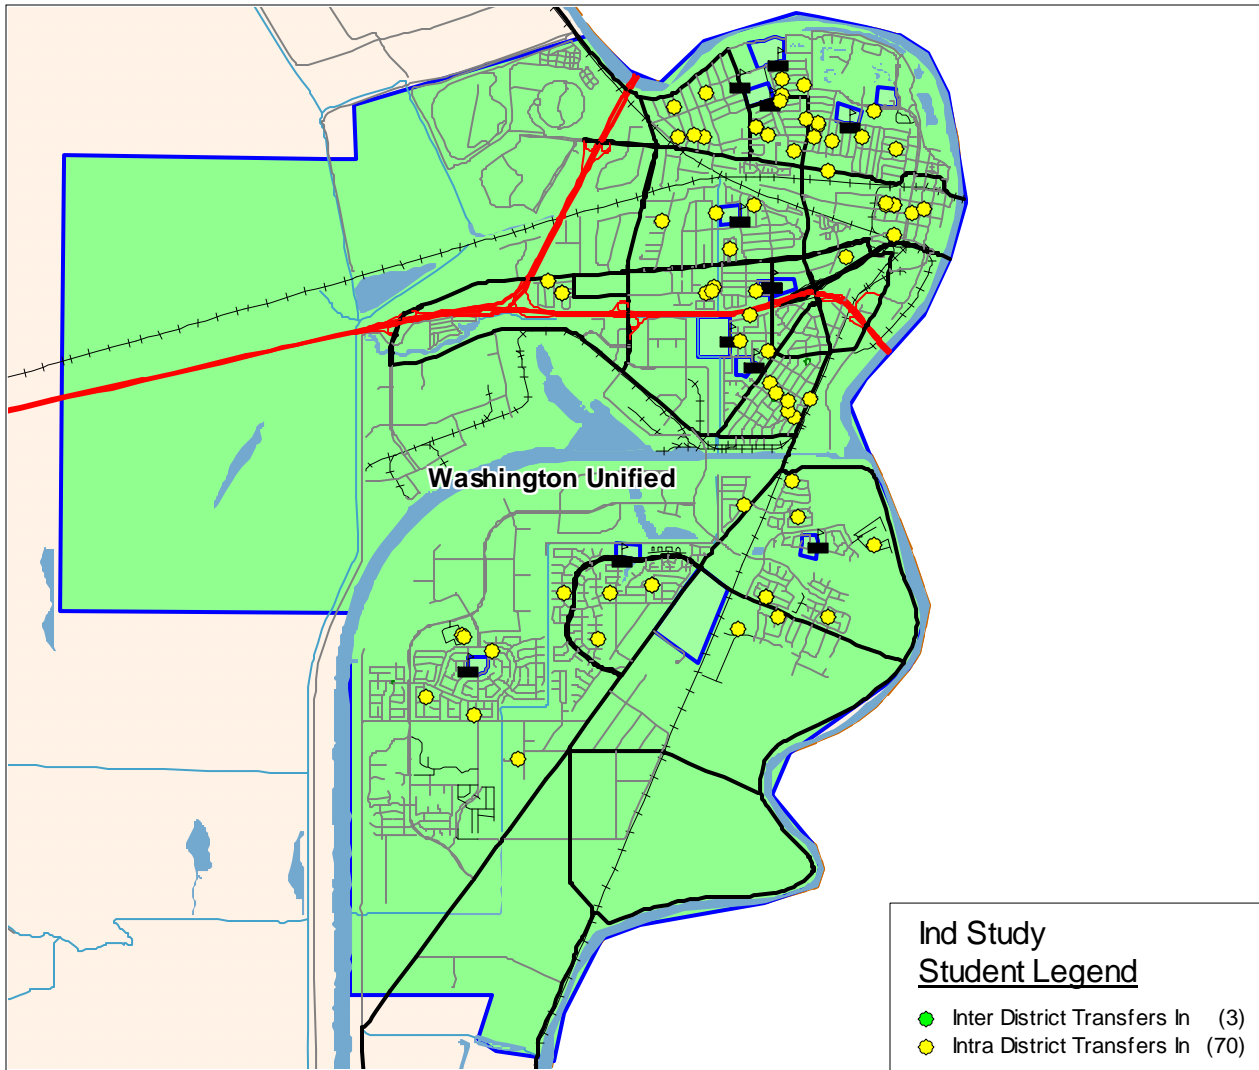 Washington Unified
Ind Study
Student Legend
Inter District Transfers In (3)
Intra District Transfers In (70)